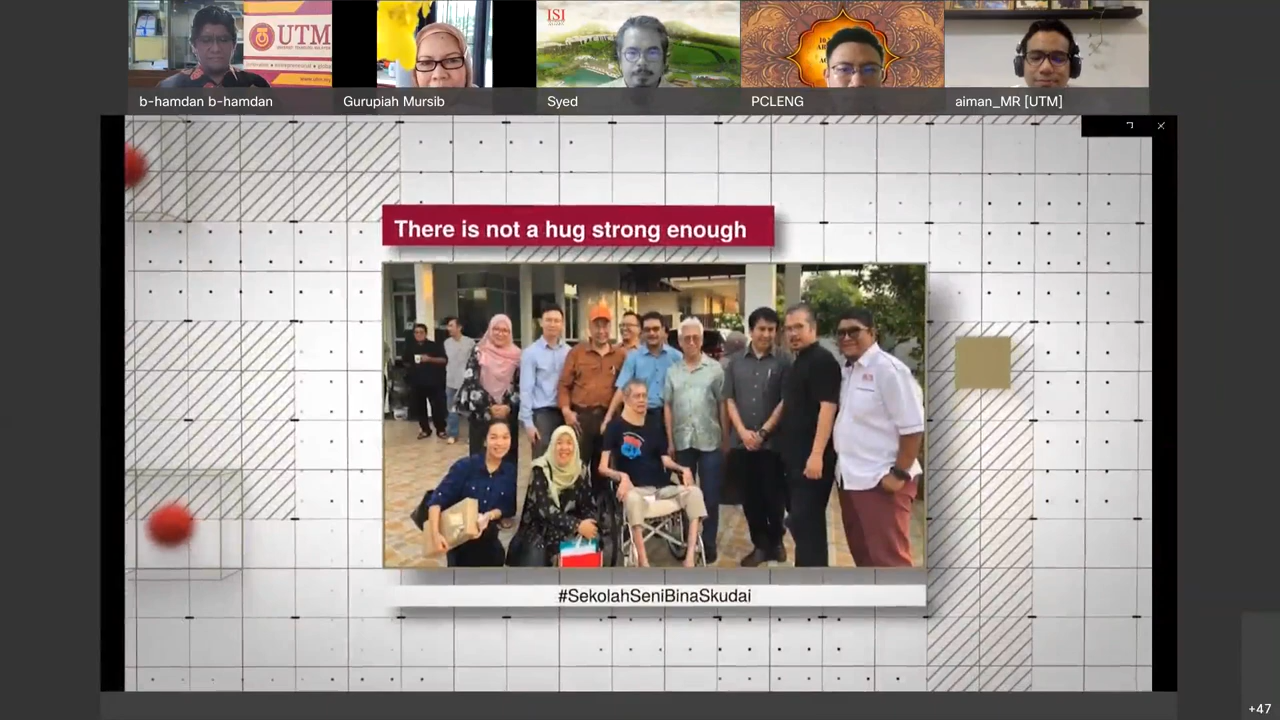 UTM
ISI
b-hamdan b-hamdan
Gurupiah Mursib
Syed
PCLENG
aiman_MR [UTM]
There is not a hug strong enough
#SekolahSeniBinaSkudai
+47